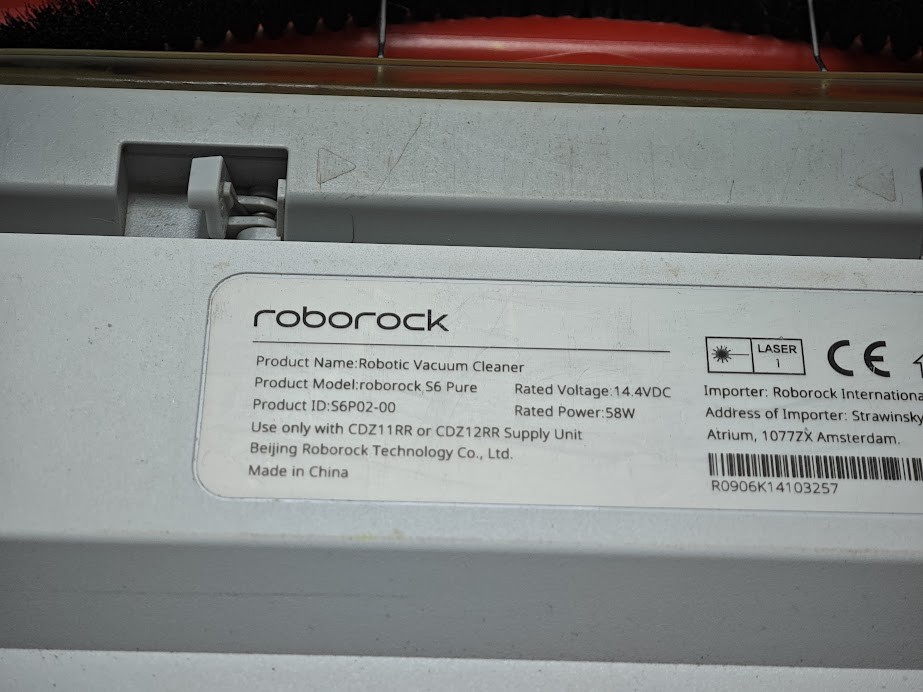 roborock
Product Name:Robotic Vacuum Cleaner
Product Model:roborock S6 Pure
Rated Voltage:14.4VDC
Product ID:S6P02-00
Rated Power:58W
Use only with CDZ11RR or CDZ12RR Supply Unit
Beijing Roborock Technology Co., Ltd.
Made in China
LASER
1
CE
Importer: Roborock
Address of Importer:
Atrium, 1077ZX Amsterdam.
R0906K14103257